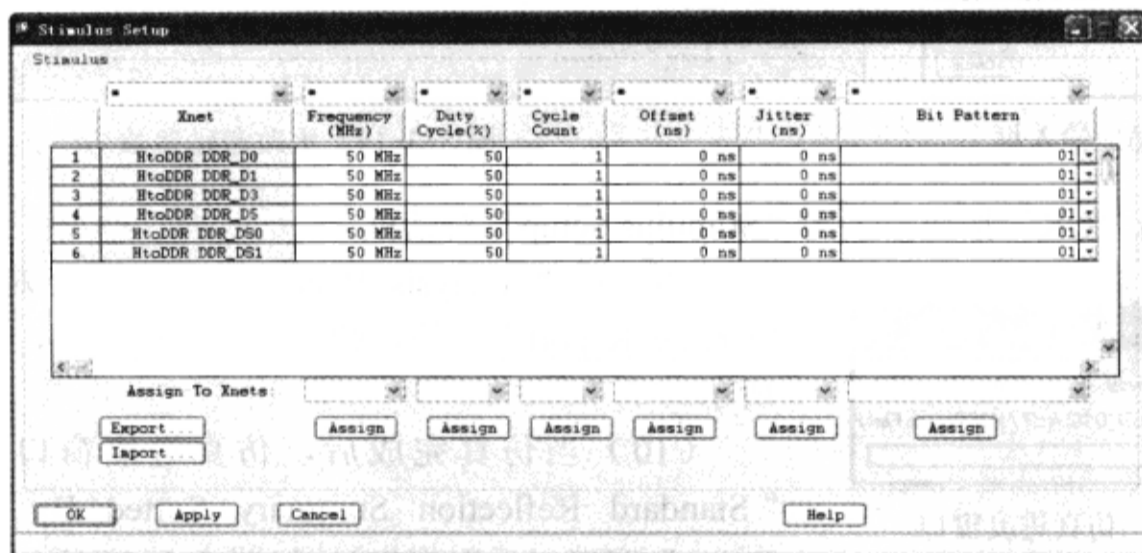 Stimulus Setup
Stimulus
* * * * * * *
Xnet Frequency (MHz) Duty Cycle(%) Cycle Count Offset (ns) Jitter (ns) Bit Pattern
1 HtoDDR DDR_D0 50 MHz 50 1 0 ns 0 ns 01
2 HtoDDR DDR_D1 50 MHz 50 1 0 ns 0 ns 01
3 HtoDDR DDR_D3 50 MHz 50 1 0 ns 0 ns 01
4 HtoDDR DDR_D5 50 MHz 50 1 0 ns 0 ns 01
5 HtoDDR DDR_DS0 50 MHz 50 1 0 ns 0 ns 01
6 HtoDDR DDR_DS1 50 MHz 50 1 0 ns 0 ns 01
Assign To Xnets:
Export... Assign Assign Assign Assign Assign Assign
Import...
OK Apply Cancel Help